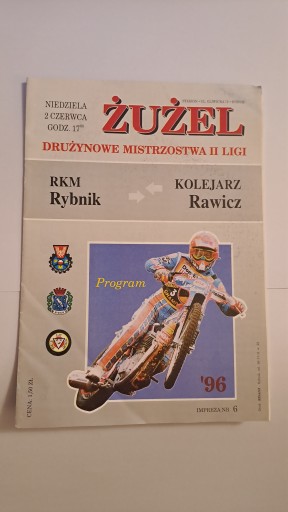 NIEDZIELA
2 CZERWCA
GODZ. 17⁰⁰
ŻUŻEL
DRUŻYNOWE MISTRZOSTWA II LIGI
RKM
Rybnik
KOLEJARZ
Rawicz
Program
'96
CENA: 1,50 ZŁ
IMPREZA NR 6